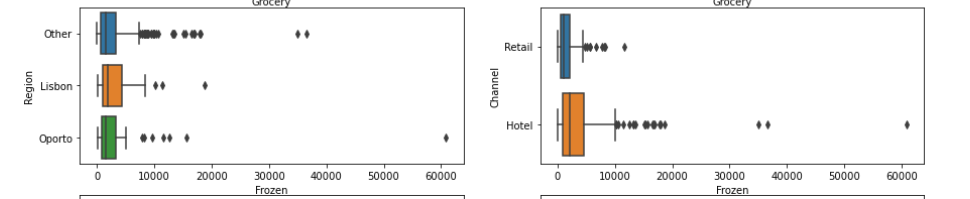 Grocery
Region
Other
Lisbon
Oporto
0 10000 20000 30000 40000 50000 60000
Frozen
Grocery
Channel
Retail
Hotel
0 10000 20000 30000 40000 50000 60000
Frozen